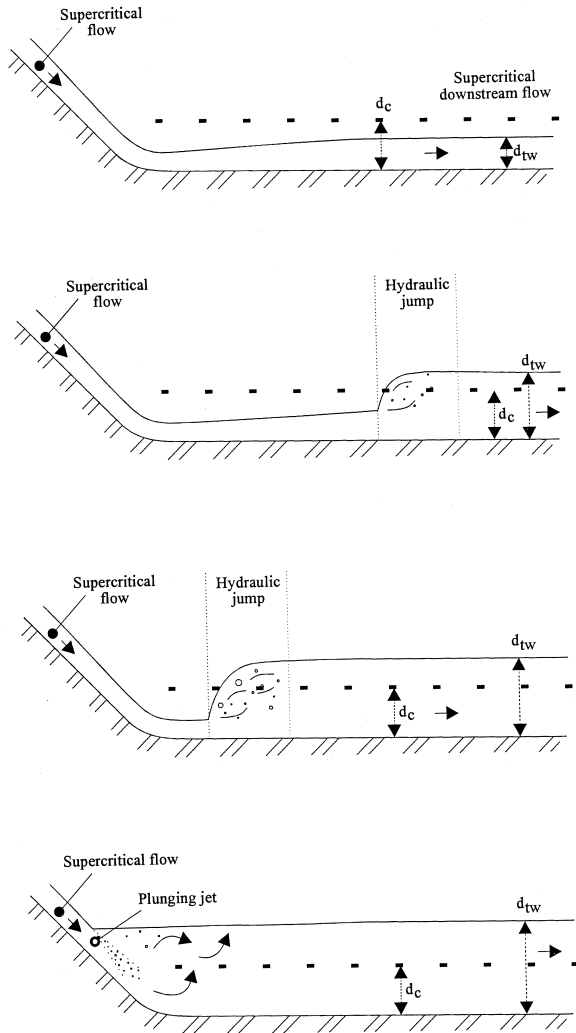 Supercritical
flow
Supercritical
downstream flow
dc
dtw
Supercritical
flow
Hydraulic
jump
dtw
dc
Supercritical
flow
Hydraulic
jump
dtw
dc
Supercritical flow
Plunging jet
dtw
dc